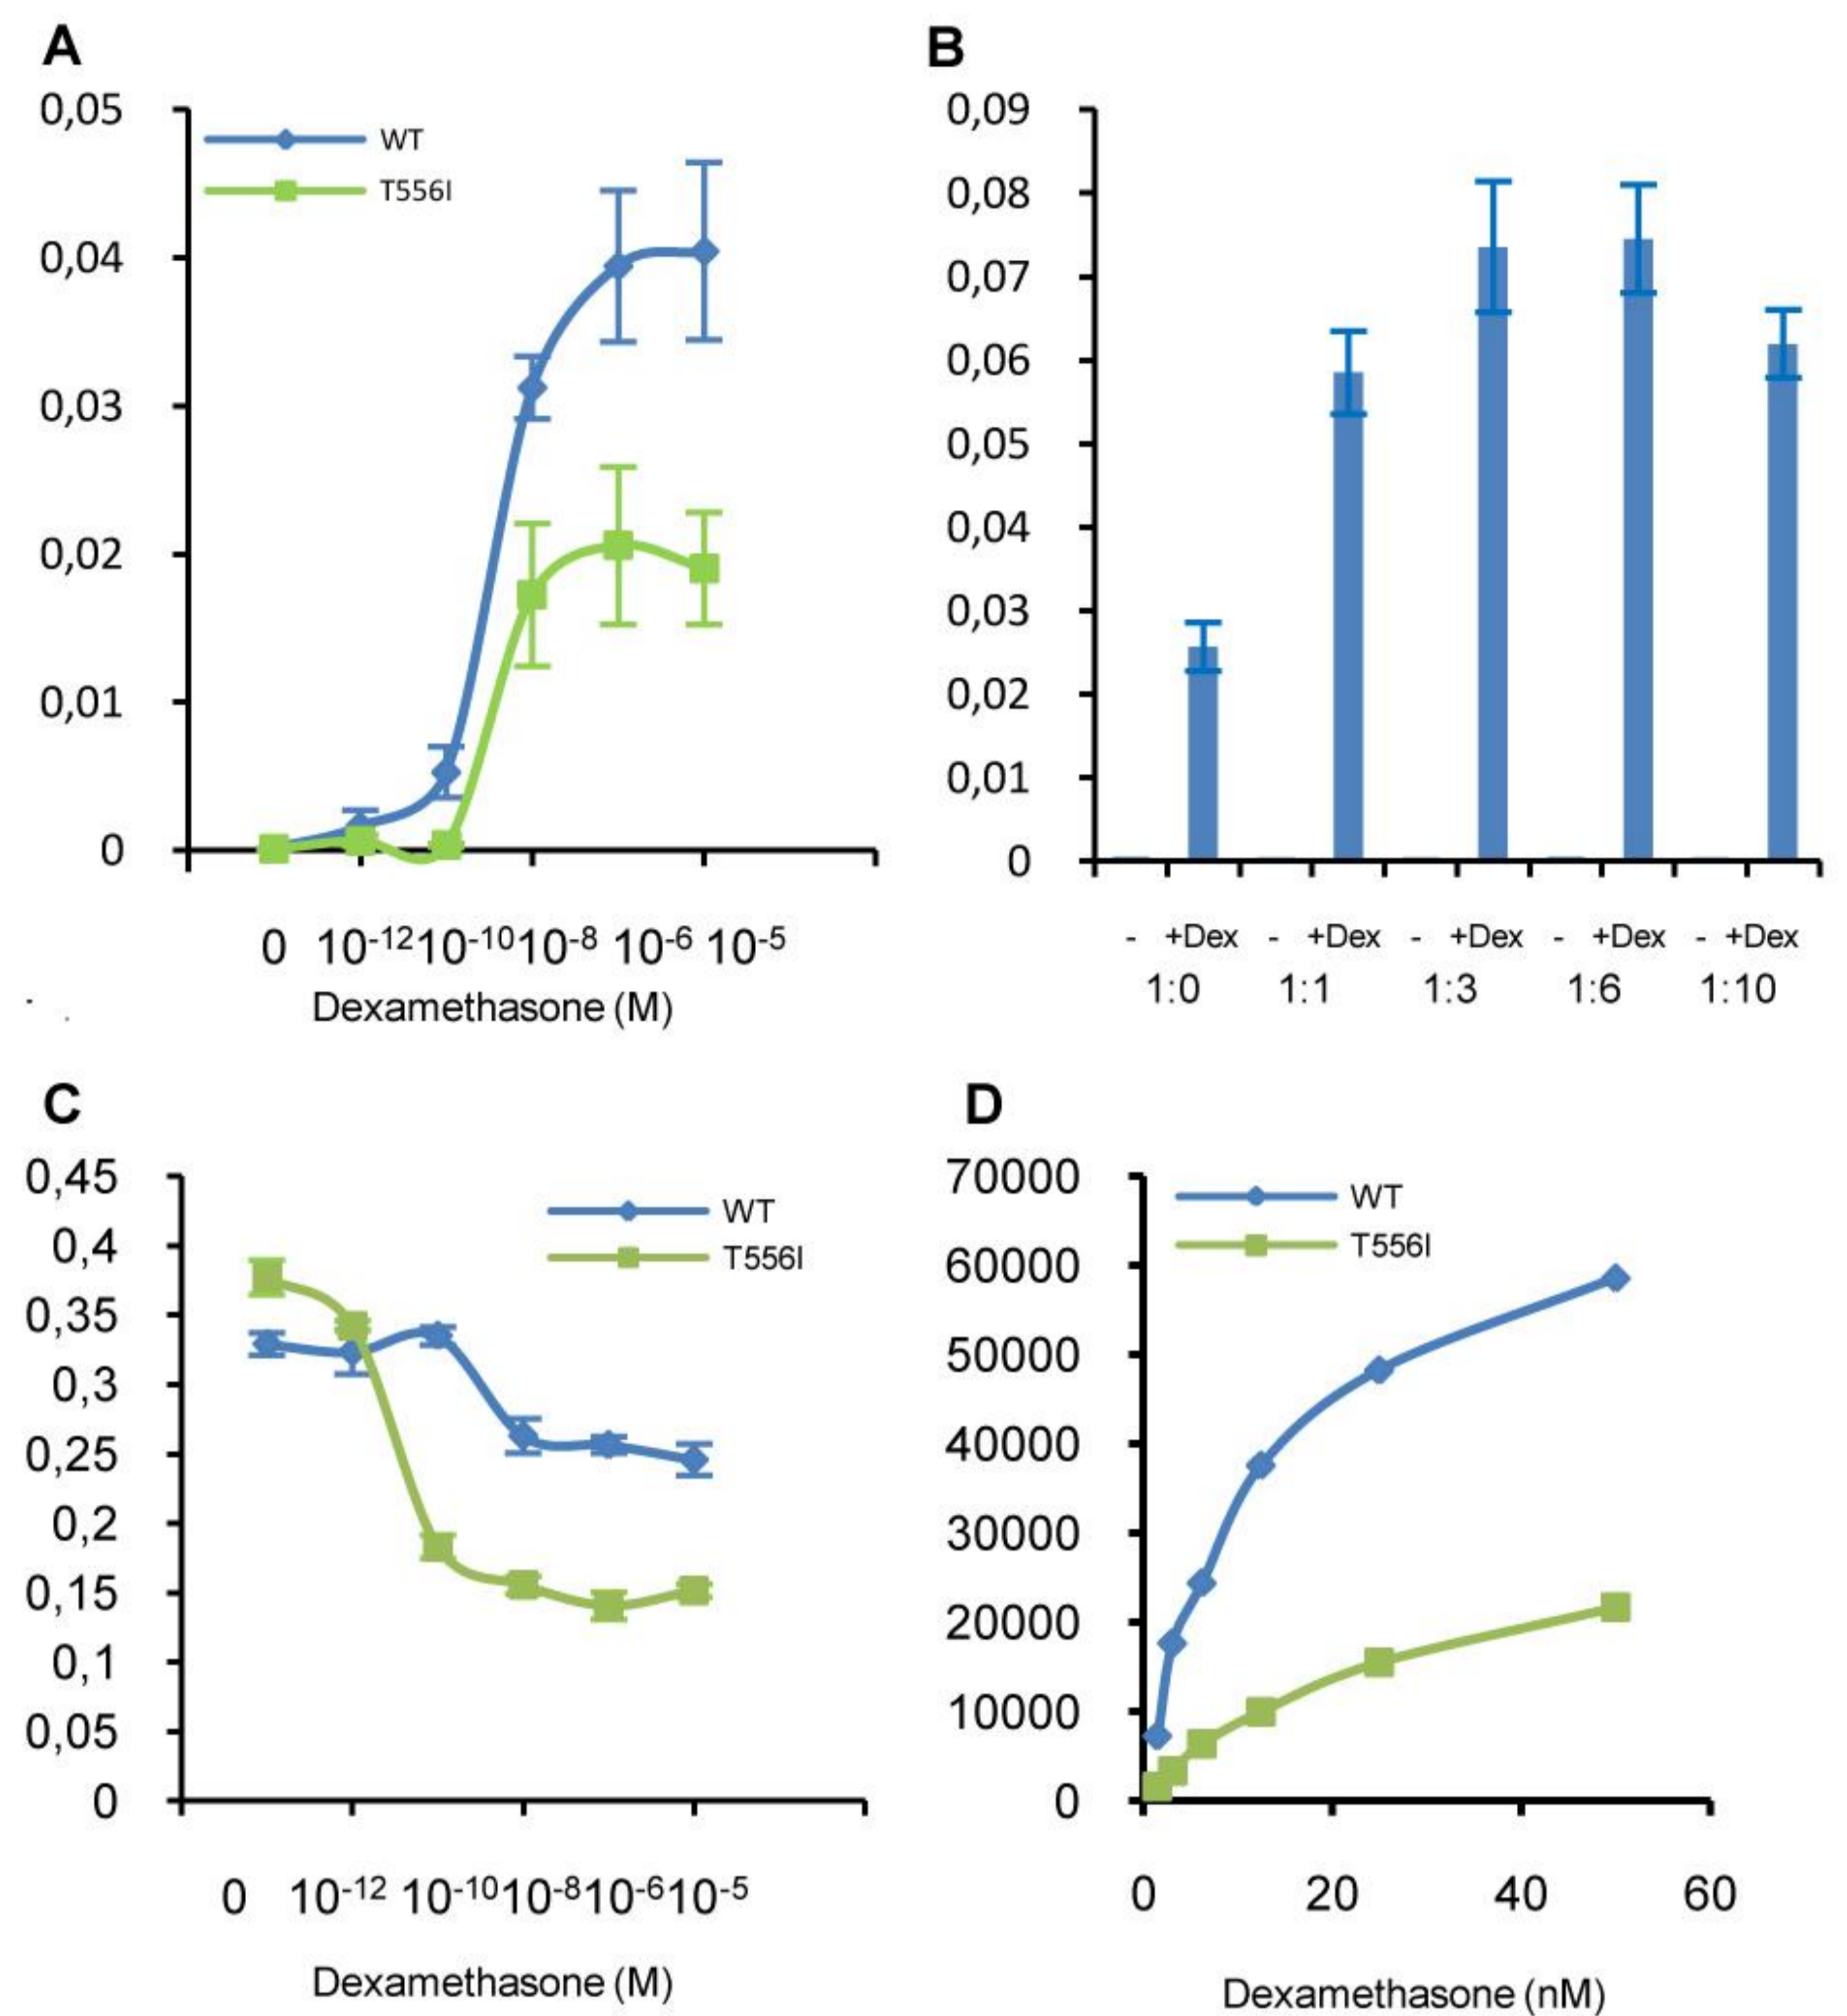 A
0,05
WT
T556I
0,04
0,03
0,02
0,01
0
0 10-12 10-10 10-8 10-6 10-5
Dexamethasone (M)
B
0,09
0,08
0,07
0,06
0,05
0,04
0,03
0,02
0,01
0
- +Dex - +Dex - +Dex - +Dex - +Dex
1:0 1:1 1:3 1:6 1:10
C
0,45
WT
0,4
T556I
0,35
0,3
0,25
0,2
0,15
0,1
0,05
0
0 10-12 10-10 10-8 10-6 10-5
Dexamethasone (M)
D
70000
WT
T556I
60000
50000
40000
30000
20000
10000
0
0 20 40 60
Dexamethasone (nM)